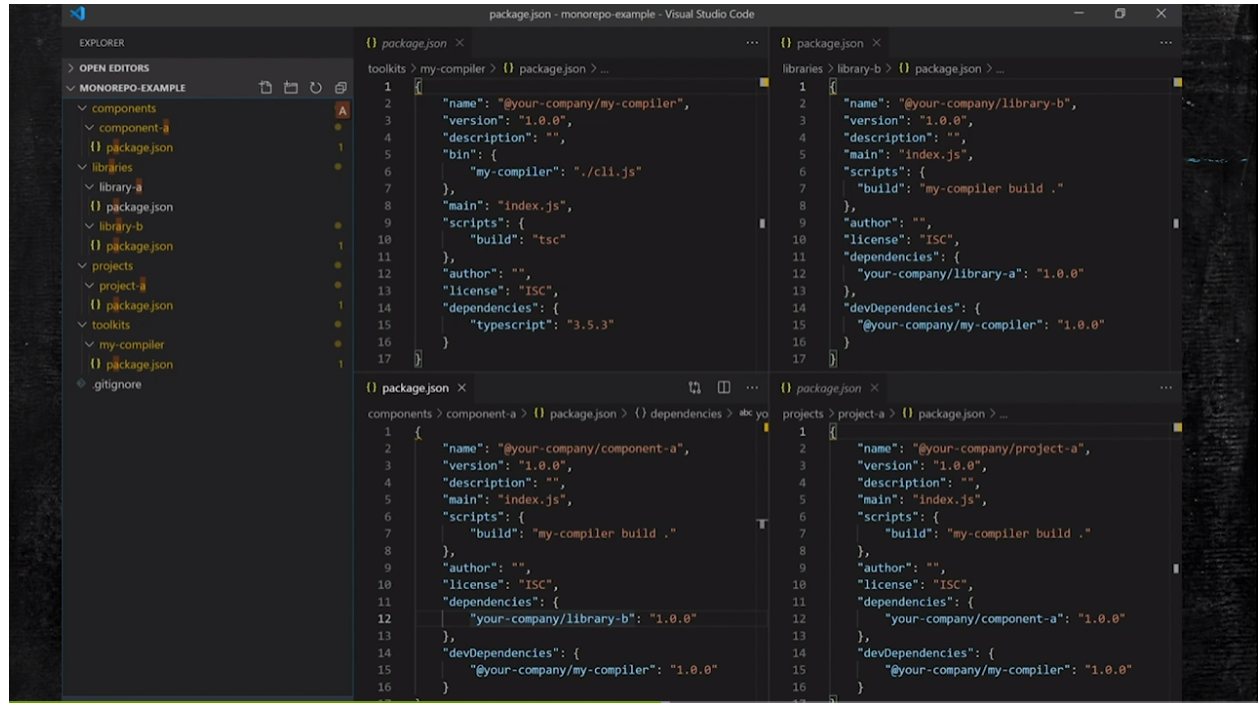 package.json - monorepo-example - Visual Studio Code
EXPLORER
OPEN EDITORS
MONOREPO-EXAMPLE
components
A
component-a
{} package.json 1
libraries
library-a
{} package.json
library-b
{} package.json 1
projects
project-a
{} package.json 1
toolkits
my-compiler
{} package.json 1
.gitignore
{} package.json × ...
toolkits > my-compiler > {} package.json > ...
1 {
2 "name": "@your-company/my-compiler",
3 "version": "1.0.0",
4 "description": "",
5 "bin": {
6 "my-compiler": "./cli.js"
7 },
8 "main": "index.js",
9 "scripts": {
10 "build": "tsc"
11 },
12 "author": "",
13 "license": "ISC",
14 "dependencies": {
15 "typescript": "3.5.3"
16 }
17 }
{} package.json × ...
libraries > library-b > {} package.json > ...
1 {
2 "name": "@your-company/library-b",
3 "version": "1.0.0",
4 "description": "",
5 "main": "index.js",
6 "scripts": {
7 "build": "my-compiler build ."
8 },
9 "author": "",
10 "license": "ISC",
11 "dependencies": {
12 "your-company/library-a": "1.0.0"
13 },
14 "devDependencies": {
15 "@your-company/my-compiler": "1.0.0"
16 }
17 }
{} package.json × ...
components > component-a > {} package.json > {} dependencies > abc yo
1 {
2 "name": "@your-company/component-a",
3 "version": "1.0.0",
4 "description": "",
5 "main": "index.js",
6 "scripts": {
7 "build": "my-compiler build ."
8 },
9 "author": "",
10 "license": "ISC",
11 "dependencies": {
12 "your-company/library-b": "1.0.0"
13 },
14 "devDependencies": {
15 "@your-company/my-compiler": "1.0.0"
16 }
{} package.json × ...
projects > project-a > {} package.json > ...
1 {
2 "name": "@your-company/project-a",
3 "version": "1.0.0",
4 "description": "",
5 "main": "index.js",
6 "scripts": {
7 "build": "my-compiler build ."
8 },
9 "author": "",
10 "license": "ISC",
11 "dependencies": {
12 "your-company/component-a": "1.0.0"
13 },
14 "devDependencies": {
15 "@your-company/my-compiler": "1.0.0"
16 }